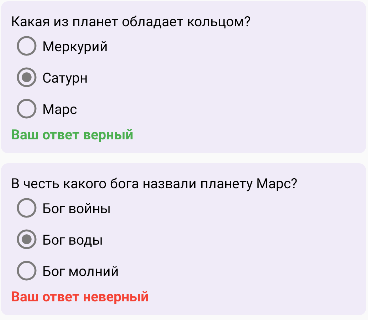 Какая из планет обладает кольцом?
Меркурий
Сатурн
Марс
Ваш ответ верный
В честь какого бога назвали планету Марс?
Бог войны
Бог воды
Бог молний
Ваш ответ неверный